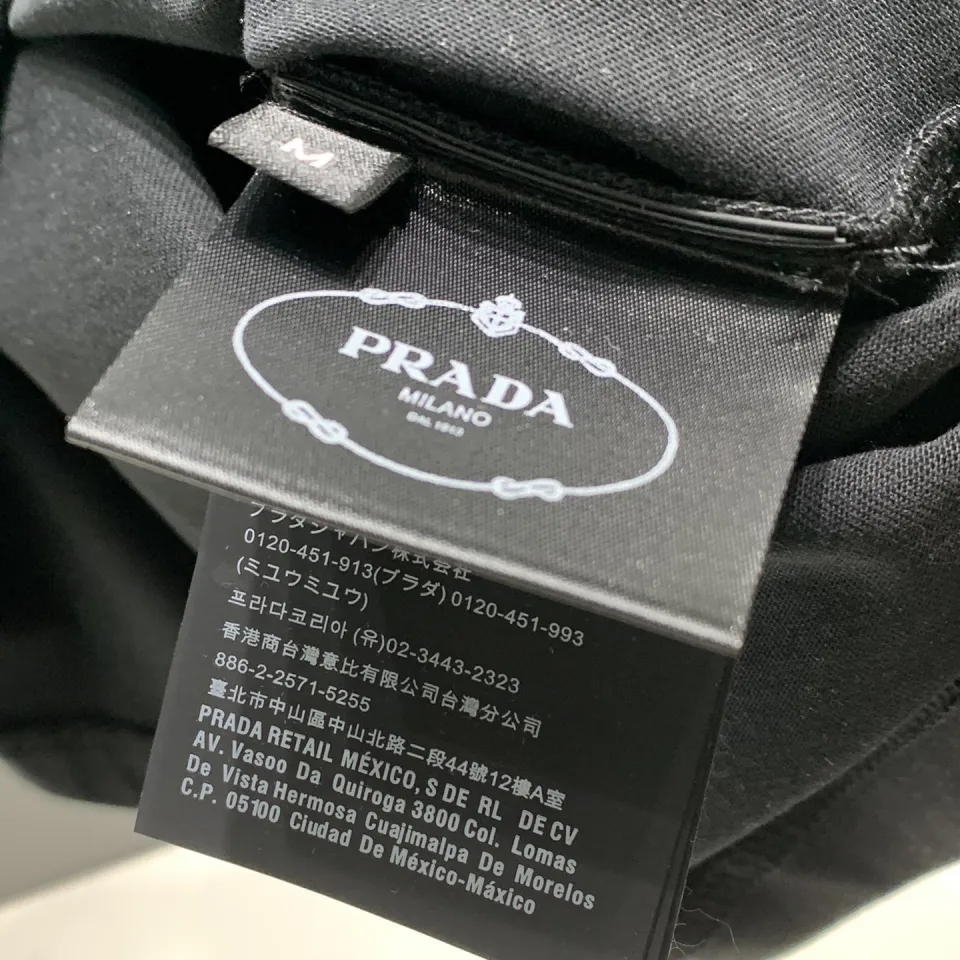 M
PRADA
MILANO
DAL 1913
プラダジャパン株式会社
0120-451-913(プラダ) 0120-451-993
(ミユウミユウ)
프라다코리아 (유)02-3443-2323
香港商台灣意比有限公司台灣分公司
886-2-2571-5255
臺北市中山區中山北路二段44號12樓A室
PRADA RETAIL MÉXICO, S DE RL DE CV
AV. Vasoo Da Quiroga 3800 Col. Lomas
De Vista Hermosa Cuajimalpa De Morelos
C.P. 05100 Ciudad De México-México